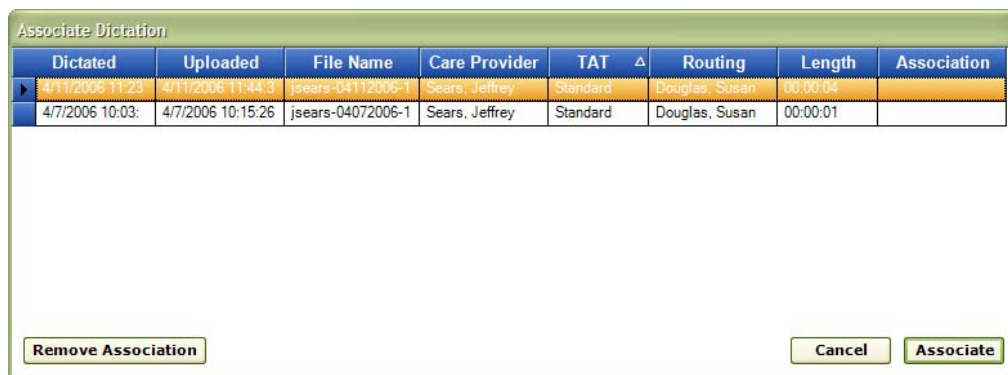 Associate Dictation
Dictated Uploaded File Name Care Provider TAT Routing Length Association
4/11/2006 11:23 4/11/2006 11:44:3 jsears-04112006-1 Sears, Jeffrey Standard Douglas, Susan 00:00:04
4/7/2006 10:03: 4/7/2006 10:15:26 jsears-04072006-1 Sears, Jeffrey Standard Douglas, Susan 00:00:01
Remove Association Cancel Associate